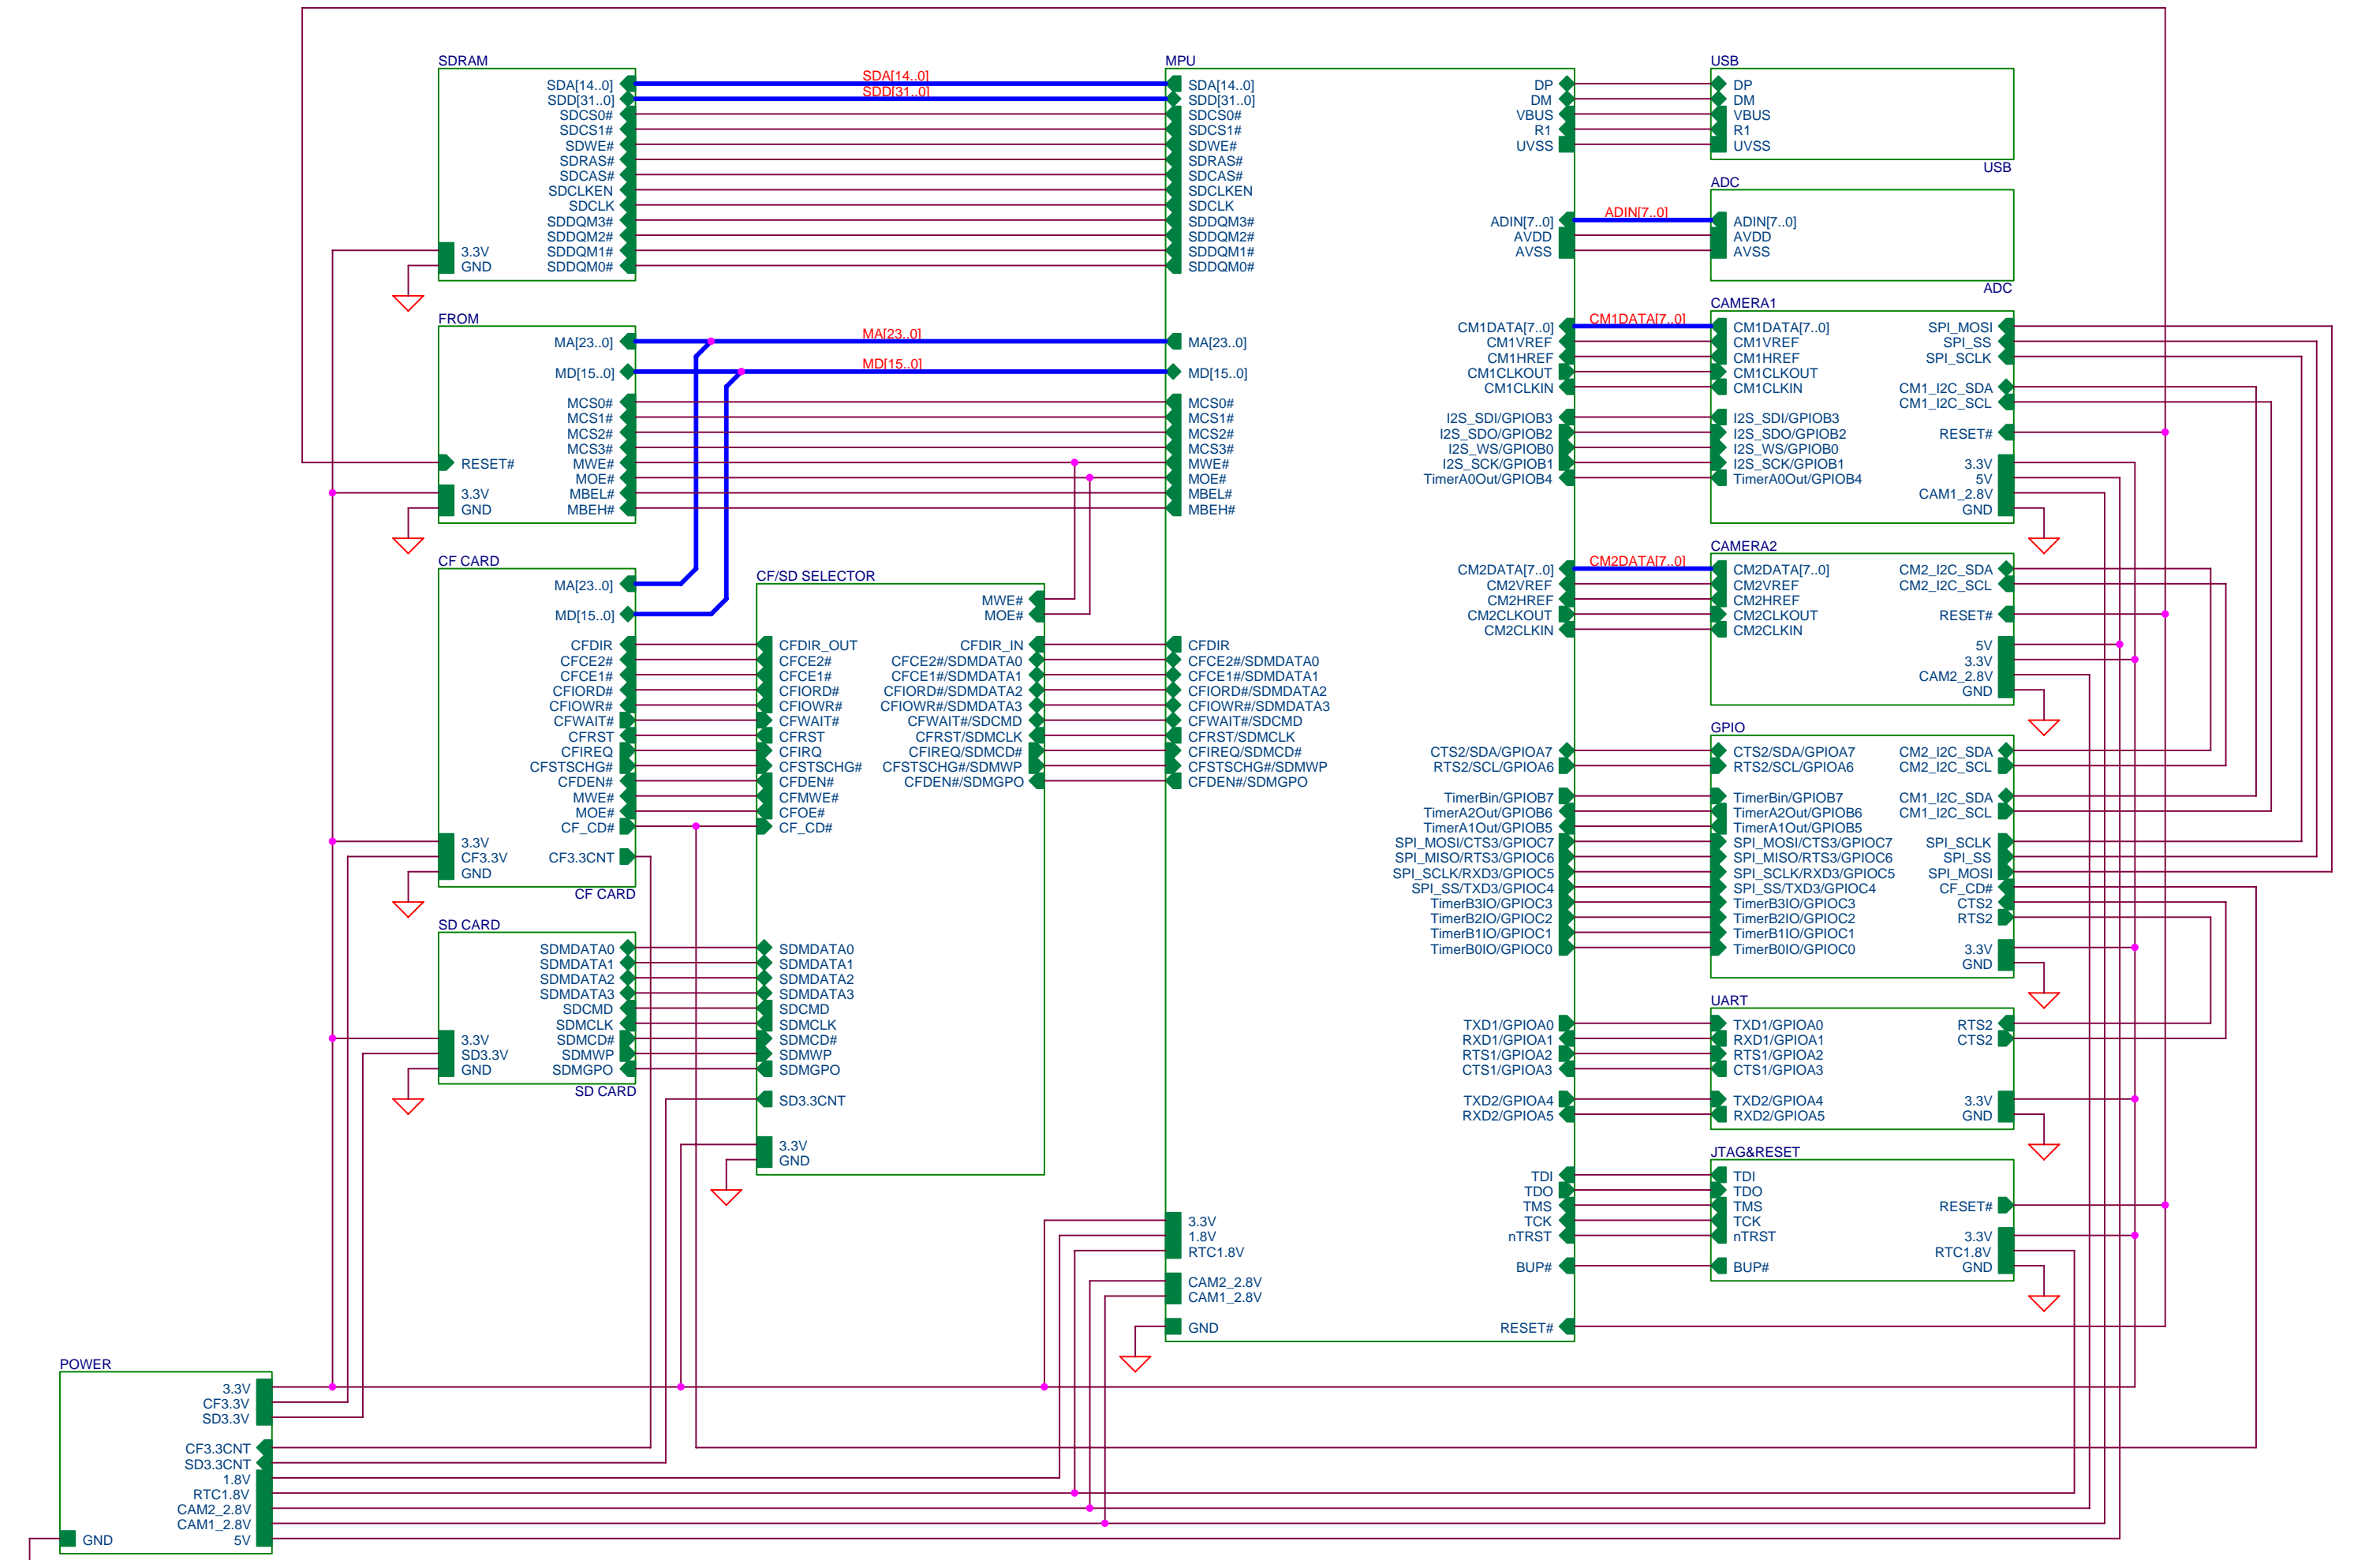 SDRAM
SDA[14..0]
SDD[31..0]
SDCS0#
SDCS1#
SDWE#
SDRAS#
SDCAS#
SDCLKEN
SDCLK
SDDQM3#
SDDQM2#
SDDQM1#
SDDQM0#
3.3V
GND
SDA[14..0]
SDD[31..0]
FROM
MA[23..0]
MD[15..0]
MCS0#
MCS1#
MCS2#
MCS3#
MWE#
MOE#
MBEL#
MBEH#
RESET#
3.3V
GND
MA[23..0]
MD[15..0]
CF CARD
MA[23..0]
MD[15..0]
CFDIR
CFCE2#
CFCE1#
CFIORD#
CFIOWR#
CFWAIT#
CFRST
CFIREQ
CFSTSCHG#
CFDEN#
MWE#
MOE#
CF_CD#
CF3.3CNT
3.3V
CF3.3V
GND
CF CARD
SD CARD
SDMDATA0
SDMDATA1
SDMDATA2
SDMDATA3
SDCMD
SDMCLK
SDMCD#
SDMWP
SDMGPO
3.3V
SD3.3V
GND
SD CARD
CF/SD SELECTOR
MWE#
MOE#
CFDIR_OUT
CFCE2#
CFCE1#
CFIORD#
CFIOWR#
CFWAIT#
CFRST
CFIRQ
CFSTSCHG#
CFDEN#
CFMWE#
CFOE#
CF_CD#
CFDIR_IN
CFCE2#/SDMDATA0
CFCE1#/SDMDATA1
CFIORD#/SDMDATA2
CFIOWR#/SDMDATA3
CFWAIT#/SDCMD
CFRST/SDMCLK
CFIREQ/SDMCD#
CFSTSCHG#/SDMWP
CFDEN#/SDMGPO
SDMDATA0
SDMDATA1
SDMDATA2
SDMDATA3
SDCMD
SDMCLK
SDMCD#
SDMWP
SDMGPO
SD3.3CNT
3.3V
GND
MPU
SDA[14..0]
SDD[31..0]
SDCS0#
SDCS1#
SDWE#
SDRAS#
SDCAS#
SDCLKEN
SDCLK
SDDQM3#
SDDQM2#
SDDQM1#
SDDQM0#
MA[23..0]
MD[15..0]
MCS0#
MCS1#
MCS2#
MCS3#
MWE#
MOE#
MBEL#
MBEH#
CFDIR
CFCE2#/SDMDATA0
CFCE1#/SDMDATA1
CFIORD#/SDMDATA2
CFIOWR#/SDMDATA3
CFWAIT#/SDCMD
CFRST/SDMCLK
CFIREQ/SDMCD#
CFSTSCHG#/SDMWP
CFDEN#/SDMGPO
3.3V
1.8V
RTC1.8V
CAM2_2.8V
CAM1_2.8V
GND
DP
DM
VBUS
R1
UVSS
ADIN[7..0]
AVDD
AVSS
CM1DATA[7..0]
CM1VREF
CM1HREF
CM1CLKOUT
CM1CLKIN
I2S_SDI/GPIOB3
I2S_SDO/GPIOB2
I2S_WS/GPIOB0
I2S_SCK/GPIOB1
TimerA0Out/GPIOB4
CM2DATA[7..0]
CM2VREF
CM2HREF
CM2CLKOUT
CM2CLKIN
CTS2/SDA/GPIOA7
RTS2/SCL/GPIOA6
TimerBin/GPIOB7
TimerA2Out/GPIOB6
TimerA1Out/GPIOB5
SPI_MOSI/CTS3/GPIOC7
SPI_MISO/RTS3/GPIOC6
SPI_SCLK/RXD3/GPIOC5
SPI_SS/TXD3/GPIOC4
TimerB3IO/GPIOC3
TimerB2IO/GPIOC2
TimerB1IO/GPIOC1
TimerB0IO/GPIOC0
TXD1/GPIOA0
RXD1/GPIOA1
RTS1/GPIOA2
CTS1/GPIOA3
TXD2/GPIOA4
RXD2/GPIOA5
TDI
TDO
TMS
TCK
nTRST
BUP#
RESET#
USB
DP
DM
VBUS
R1
UVSS
USB
ADC
ADIN[7..0]
ADIN[7..0]
AVDD
AVSS
ADC
CAMERA1
CM1DATA[7..0]
CM1DATA[7..0]
CM1VREF
CM1HREF
CM1CLKOUT
CM1CLKIN
I2S_SDI/GPIOB3
I2S_SDO/GPIOB2
I2S_WS/GPIOB0
I2S_SCK/GPIOB1
TimerA0Out/GPIOB4
SPI_MOSI
SPI_SS
SPI_SCLK
CM1_I2C_SDA
CM1_I2C_SCL
RESET#
3.3V
5V
CAM1_2.8V
GND
CAMERA2
CM2DATA[7..0]
CM2DATA[7..0]
CM2VREF
CM2HREF
CM2CLKOUT
CM2CLKIN
CM2_I2C_SDA
CM2_I2C_SCL
RESET#
5V
3.3V
CAM2_2.8V
GND
GPIO
CTS2/SDA/GPIOA7
RTS2/SCL/GPIOA6
TimerBin/GPIOB7
TimerA2Out/GPIOB6
TimerA1Out/GPIOB5
SPI_MOSI/CTS3/GPIOC7
SPI_MISO/RTS3/GPIOC6
SPI_SCLK/RXD3/GPIOC5
SPI_SS/TXD3/GPIOC4
TimerB3IO/GPIOC3
TimerB2IO/GPIOC2
TimerB1IO/GPIOC1
TimerB0IO/GPIOC0
CM2_I2C_SDA
CM2_I2C_SCL
CM1_I2C_SDA
CM1_I2C_SCL
SPI_SCLK
SPI_SS
SPI_MOSI
CF_CD#
CTS2
RTS2
3.3V
GND
UART
TXD1/GPIOA0
RXD1/GPIOA1
RTS1/GPIOA2
CTS1/GPIOA3
TXD2/GPIOA4
RXD2/GPIOA5
RTS2
CTS2
3.3V
GND
JTAG&RESET
TDI
TDO
TMS
TCK
nTRST
BUP#
RESET#
3.3V
RTC1.8V
GND
POWER
3.3V
CF3.3V
SD3.3V
CF3.3CNT
SD3.3CNT
1.8V
RTC1.8V
CAM2_2.8V
CAM1_2.8V
5V
GND